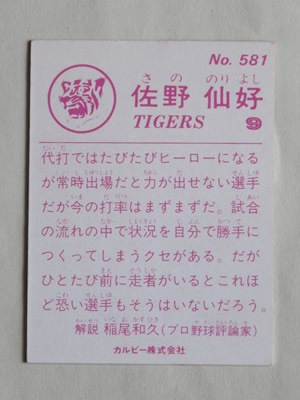 No. 581
さの のりよし
佐野 仙好
TIGERS 9
代打ではたびたびヒーローになる
が常時出場だと力が出せない選手
だが今の打率はまずまずだ。試合
の流れの中で状況を自分で勝手に
つくってしまうクセがある。だが
ひとたび前に走者がいるとこれほ
ど恐い選手もそうはいないだろう。
解説 稲尾和久(プロ野球評論家)
カルビー株式会社